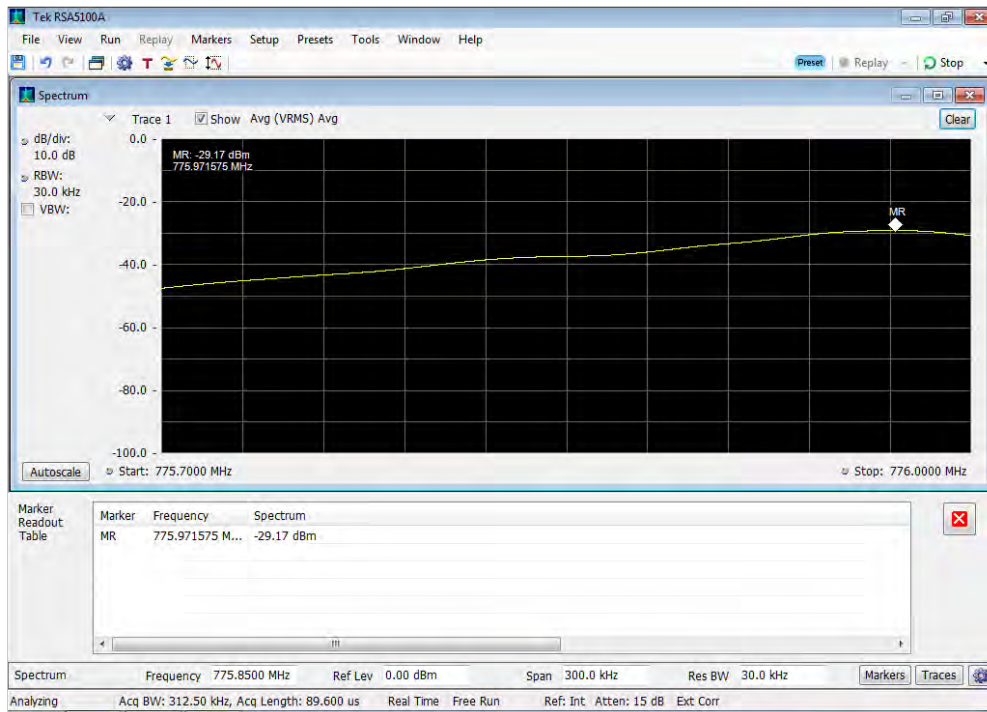 Tek RSA5100A
File View Run Replay Markers Setup Presets Tools Window Help
Preset Replay Stop
Spectrum
Trace 1 Show Avg (VRMS) Avg Clear
dB/div:
10.0 dB
RBW:
30.0 kHz
VBW:
0.0
MR: -29.17 dBm
775.971575 MHz
-20.0
MR
-40.0
-60.0
-80.0
-100.0
Autoscale Start: 775.7000 MHz Stop: 776.0000 MHz
Marker Readout Table
Marker Frequency Spectrum
MR 775.971575 M... -29.17 dBm
Spectrum Frequency 775.8500 MHz Ref Lev 0.00 dBm Span 300.0 kHz Res BW 30.0 kHz Markers Traces
Analyzing Acq BW: 312.50 kHz, Acq Length: 89.600 us Real Time Free Run Ref: Int Atten: 15 dB Ext Corr